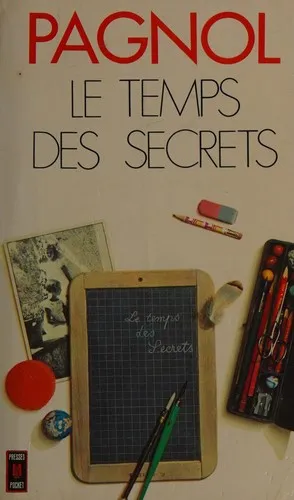 PAGNOL
LE TEMPS
DES SECRETS
Le temps
des
Secrets
PRESSES
POCKET